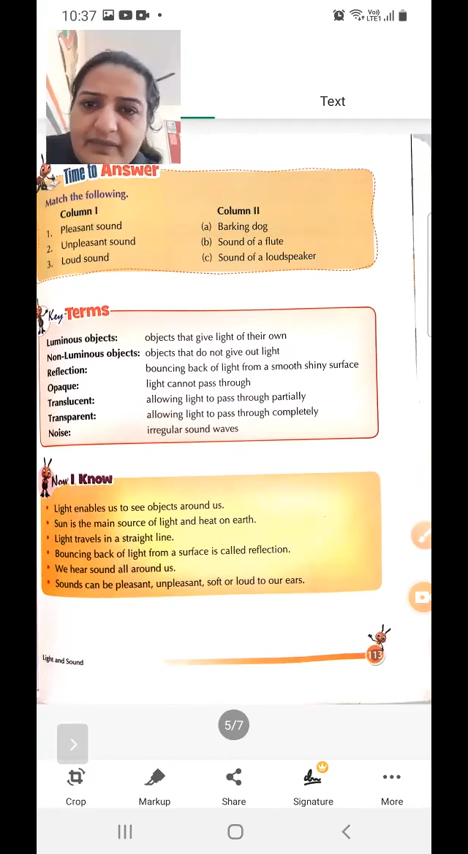 10:37
Vo))
LTE1
Text
Time to Answer
Match the following.
Column I Column II
1. Pleasant sound (a) Barking dog
2. Unpleasant sound (b) Sound of a flute
3. Loud sound (c) Sound of a loudspeaker
Key Terms
Luminous objects: objects that give light of their own
Non-Luminous objects: objects that do not give out light
Reflection: bouncing back of light from a smooth shiny surface
Opaque: light cannot pass through
Translucent: allowing light to pass through partially
Transparent: allowing light to pass through completely
Noise: irregular sound waves
Now I Know
• Light enables us to see objects around us.
• Sun is the main source of light and heat on earth.
• Light travels in a straight line.
• Bouncing back of light from a surface is called reflection.
• We hear sound all around us.
• Sounds can be pleasant, unpleasant, soft or loud to our ears.
Light and Sound 113
5/7
Crop Markup Share Signature More